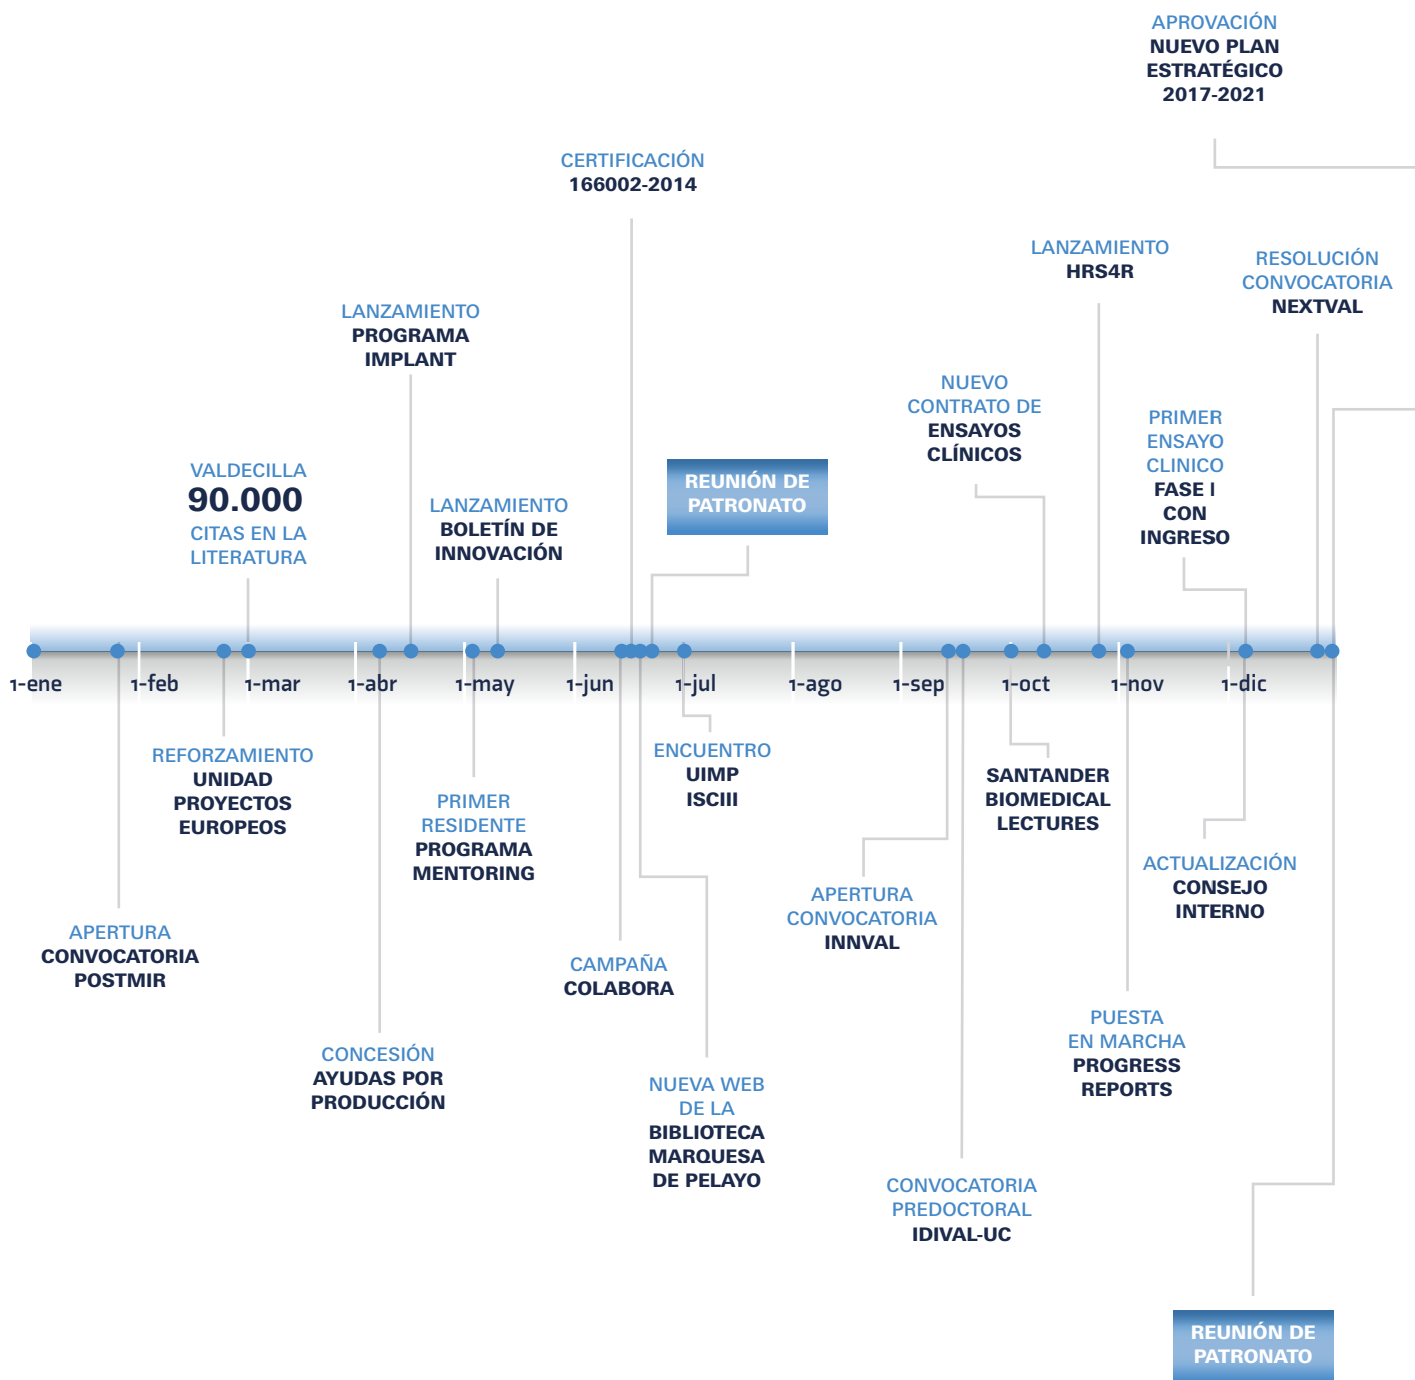 APROVACIÓN
NUEVO PLAN
ESTRATÉGICO
2017-2021
CERTIFICACIÓN
166002-2014
LANZAMIENTO
HRS4R
RESOLUCIÓN
CONVOCATORIA
NEXTVAL
LANZAMIENTO
PROGRAMA
IMPLANT
NUEVO
CONTRATO DE
ENSAYOS
CLÍNICOS
PRIMER
ENSAYO
CLINICO
FASE I
CON
INGRESO
VALDECILLA
90.000
CITAS EN LA
LITERATURA
LANZAMIENTO
BOLETÍN DE
INNOVACIÓN
REUNIÓN DE
PATRONATO
1-ene
1-feb
1-mar
1-abr
1-may
1-jun
1-jul
1-ago
1-sep
1-oct
1-nov
1-dic
REFORZAMIENTO
UNIDAD
PROYECTOS
EUROPEOS
ENCUENTRO
UIMP
ISCIII
SANTANDER
BIOMEDICAL
LECTURES
PRIMER
RESIDENTE
PROGRAMA
MENTORING
ACTUALIZACIÓN
CONSEJO
INTERNO
APERTURA
CONVOCATORIA
INNVAL
APERTURA
CONVOCATORIA
POSTMIR
CAMPAÑA
COLABORA
PUESTA
EN MARCHA
PROGRESS
REPORTS
CONCESIÓN
AYUDAS POR
PRODUCCIÓN
NUEVA WEB
DE LA
BIBLIOTECA
MARQUESA
DE PELAYO
CONVOCATORIA
PREDOCTORAL
IDIVAL-UC
REUNIÓN DE
PATRONATO